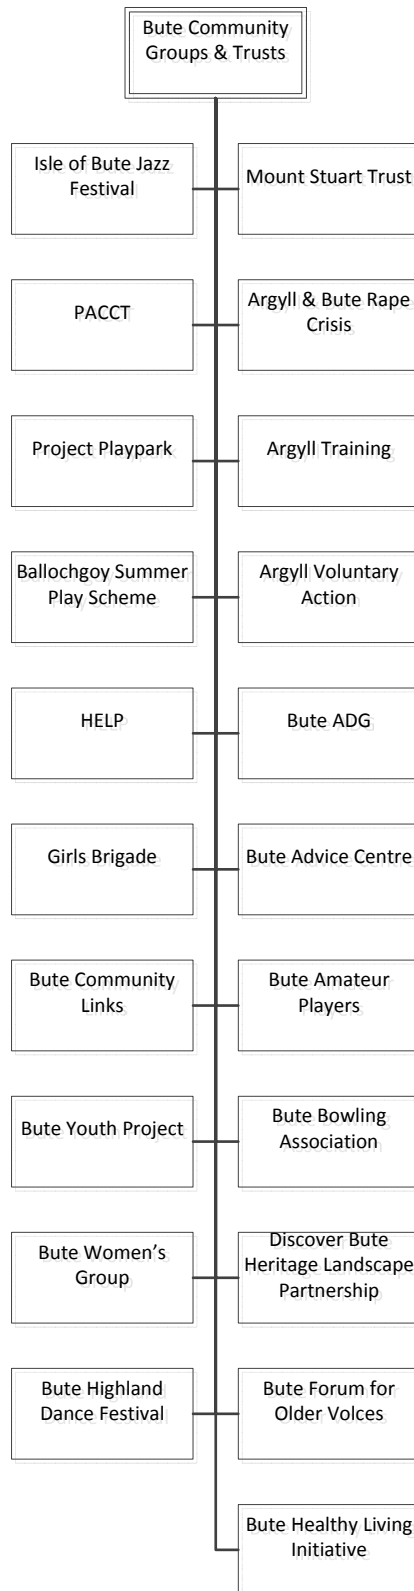 Bute Community
Groups & Trusts
Isle of Bute Jazz
Festival
Mount Stuart Trust
PACCT
Argyll & Bute Rape
Crisis
Project Playpark
Argyll Training
Ballochgoy Summer
Play Scheme
Argyll Voluntary
Action
HELP
Bute ADG
Girls Brigade
Bute Advice Centre
Bute Community
Links
Bute Amateur
Players
Bute Youth Project
Bute Bowling
Association
Bute Women’s
Group
Discover Bute
Heritage Landscape
Partnership
Bute Highland
Dance Festival
Bute Forum for
Older Volces
Bute Healthy Living
Initiative